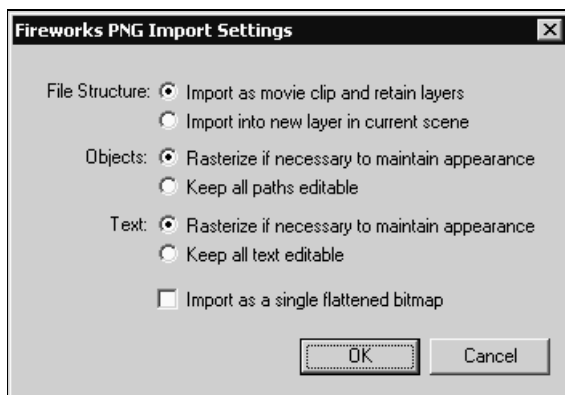 Fireworks PNG Import Settings
File Structure: Import as movie clip and retain layers
Import into new layer in current scene
Objects: Rasterize if necessary to maintain appearance
Keep all paths editable
Text: Rasterize if necessary to maintain appearance
Keep all text editable
Import as a single flattened bitmap
OK Cancel